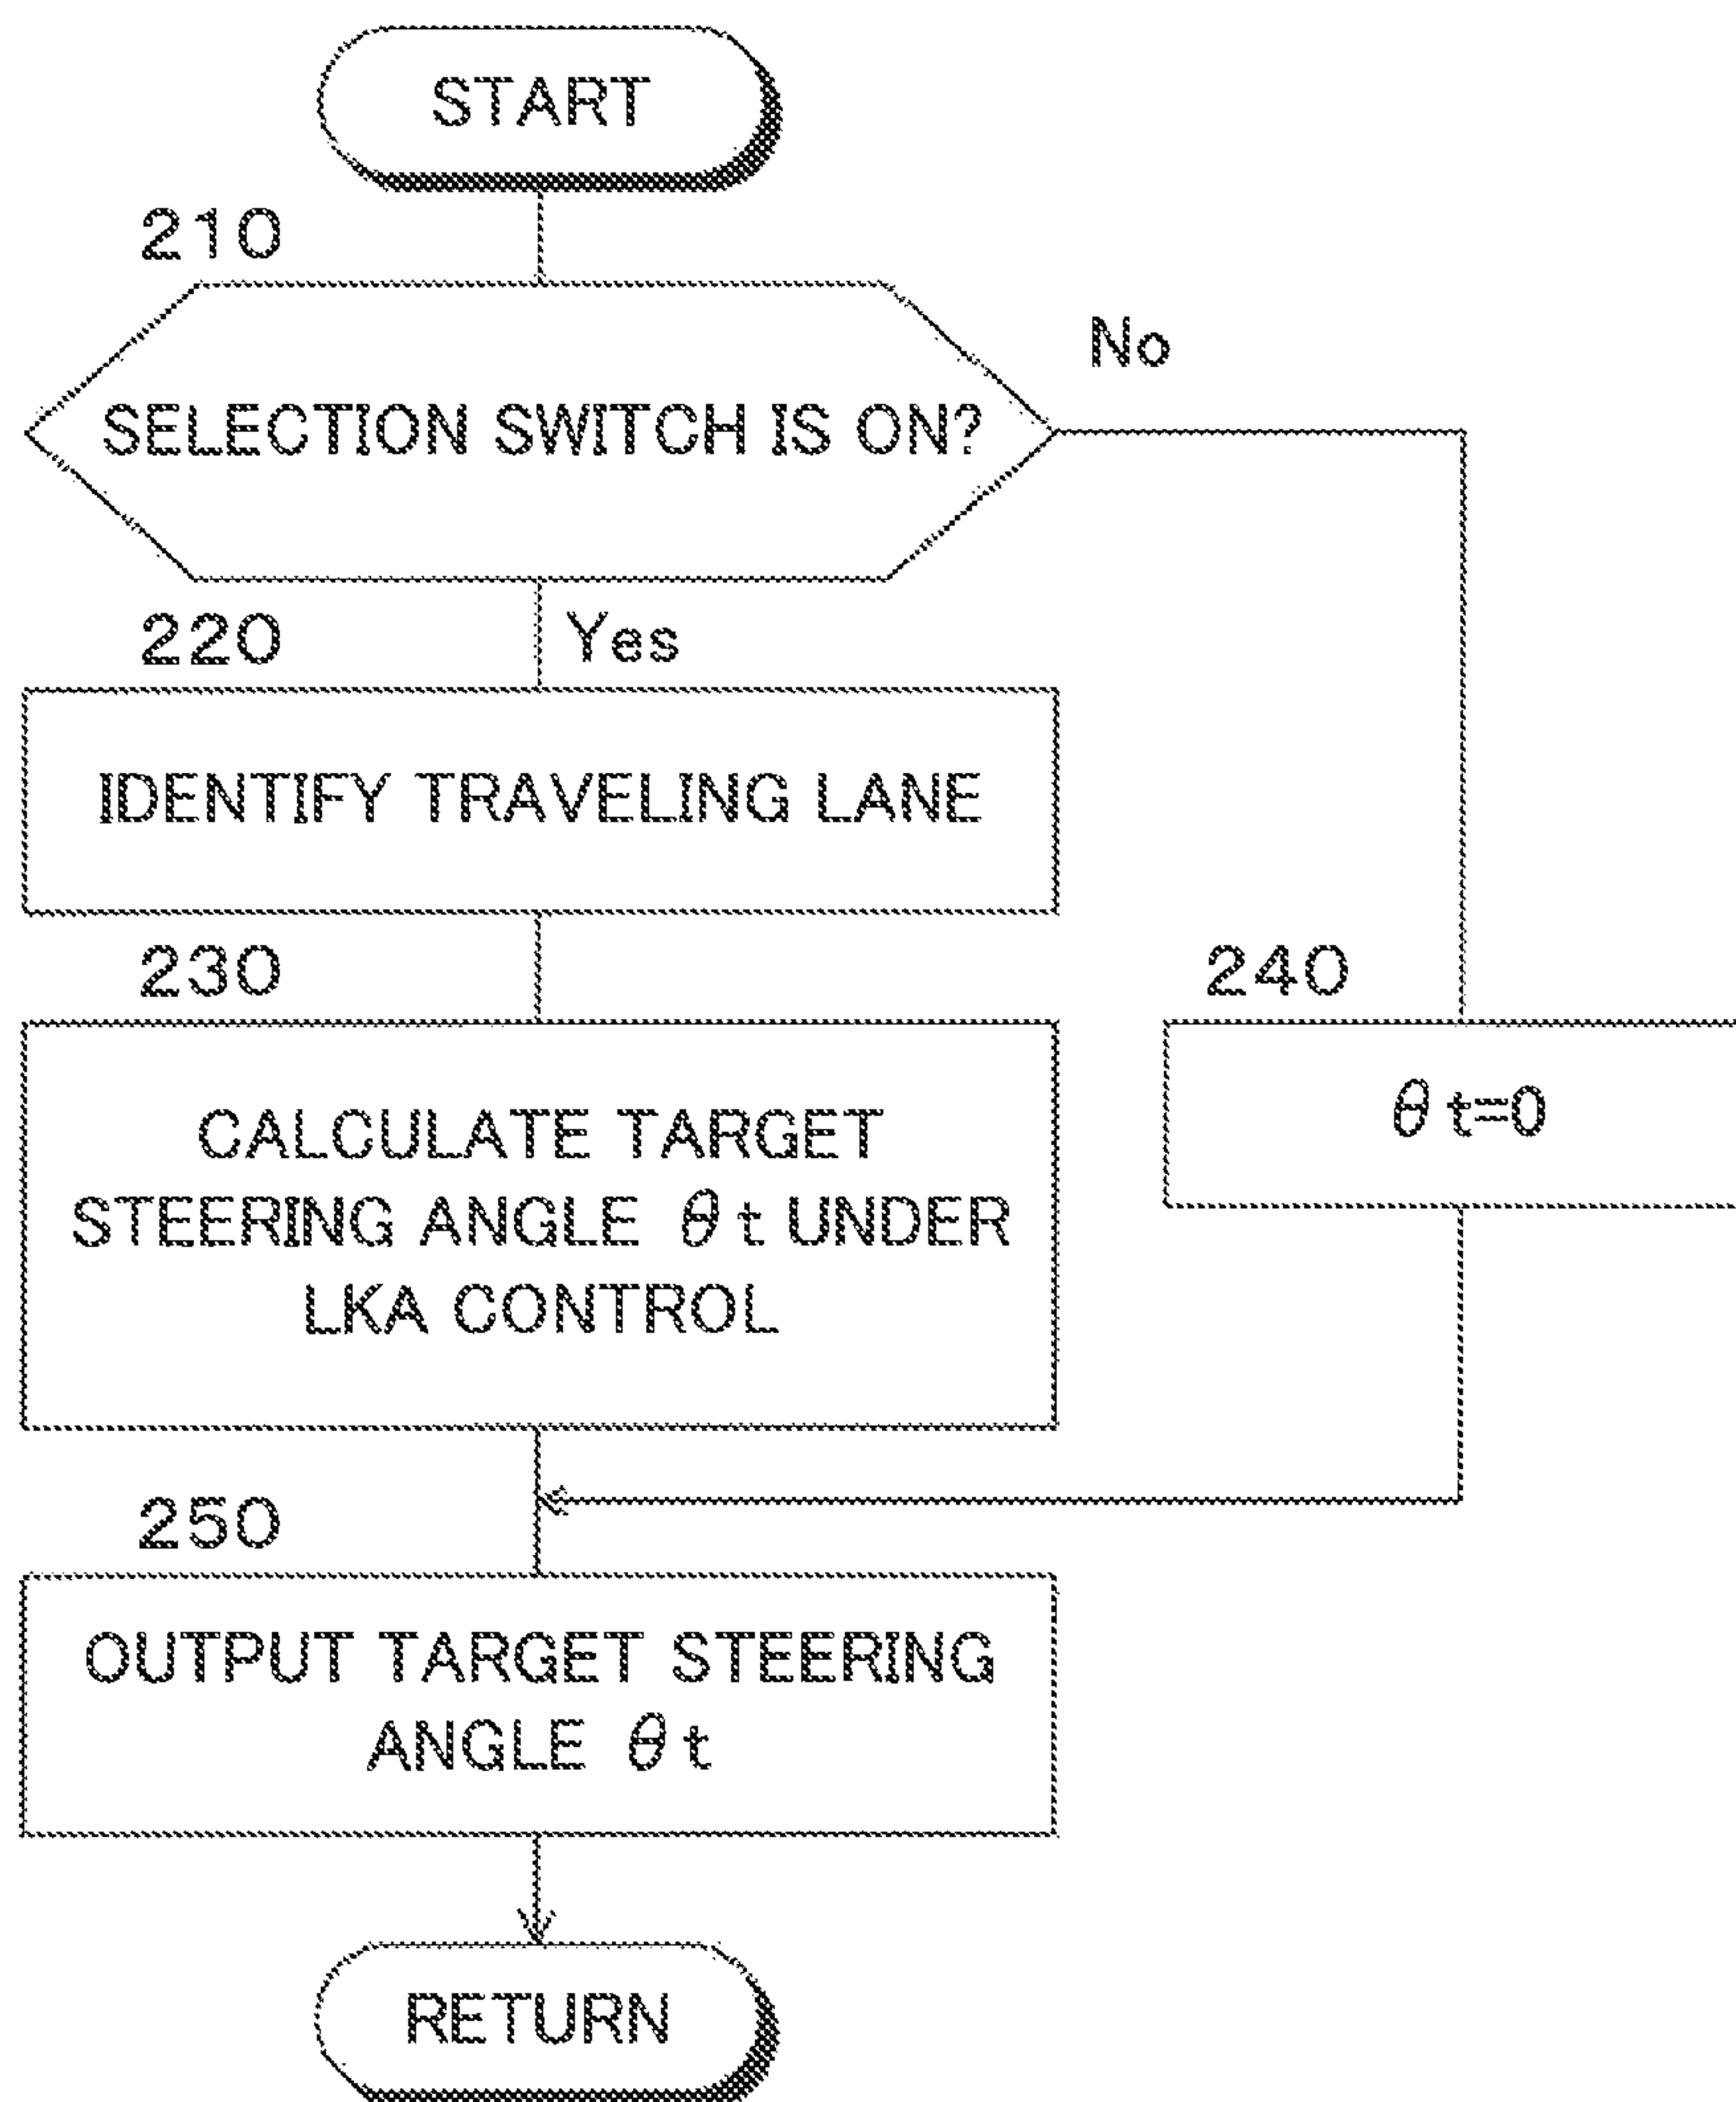 START
210
SELECTION SWITCH IS ON?
No
220
Yes
IDENTIFY TRAVELING LANE
230
CALCULATE TARGET
STEERING ANGLE θt UNDER
LKA CONTROL
240
θt=0
250
OUTPUT TARGET STEERING
ANGLE θt
RETURN